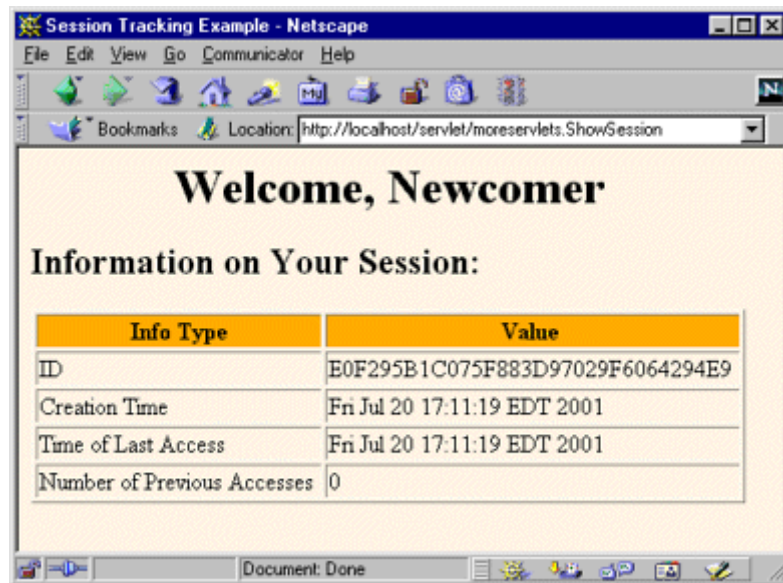 Session Tracking Example - Netscape
File Edit View Go Communicator Help
My
N
Bookmarks Location: http://localhost/servlet/moreservlets.ShowSession
Welcome, Newcomer
Information on Your Session:
Info Type Value
ID E0F295B1C075F883D97029F6064294E9
Creation Time Fri Jul 20 17:11:19 EDT 2001
Time of Last Access Fri Jul 20 17:11:19 EDT 2001
Number of Previous Accesses 0
Document: Done